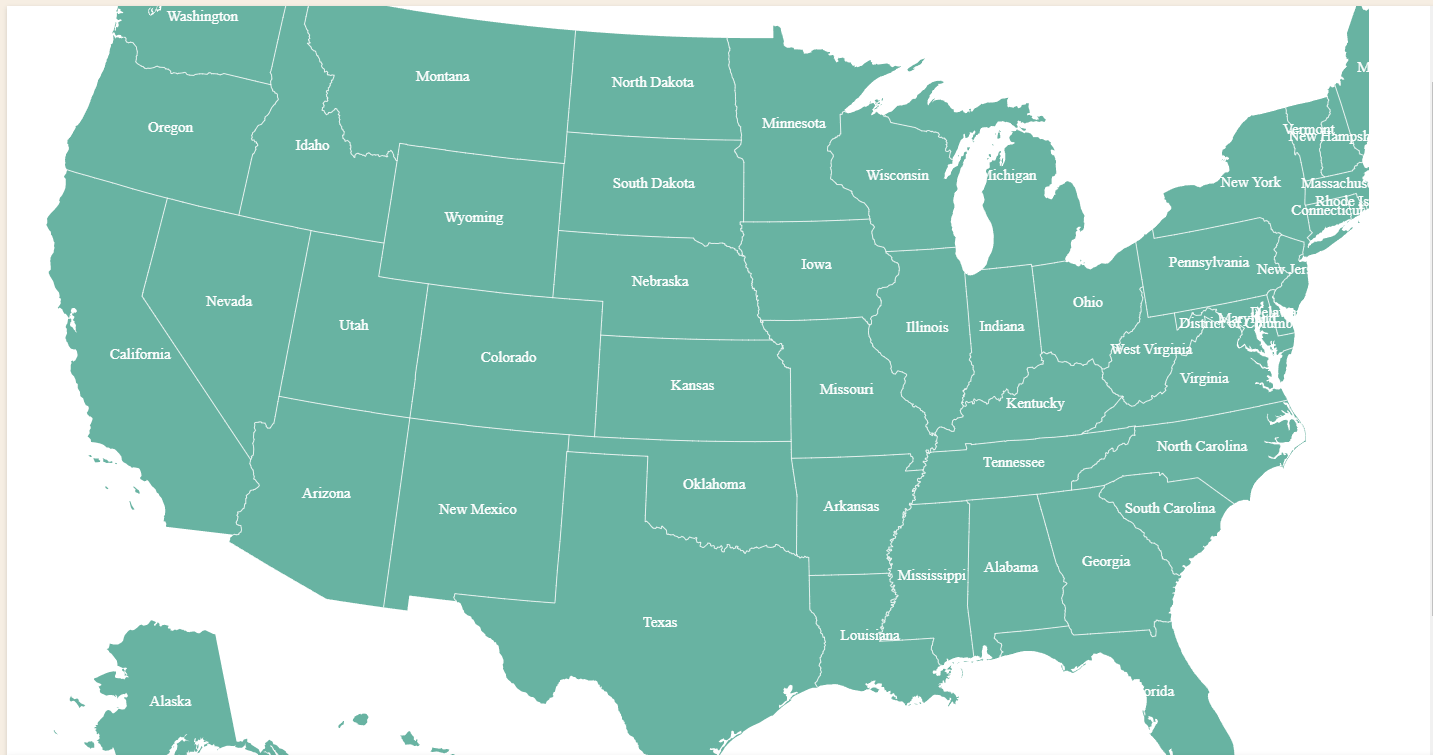 Washington
Montana
North Dakota
Minnesota
Oregon
Idaho
South Dakota
Wisconsin
Michigan
Vermont
New Hampsh
M
New York
Massachus
Rhode Is
Connecticut
Wyoming
Iowa
Nebraska
Pennsylvania
New Jer
Nevada
Utah
Ohio
Illinois
Indiana
Delaw
Maryland
District of Columb
California
Colorado
West Virginia
Kansas
Missouri
Virginia
Kentucky
North Carolina
Tennessee
Arizona
New Mexico
Oklahoma
Arkansas
South Carolina
Mississippi
Alabama
Georgia
Texas
Louisiana
Alaska
orida